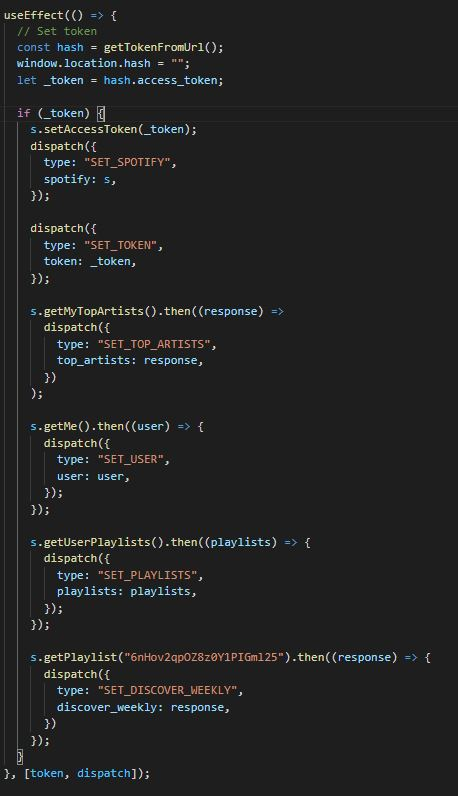 useEffect(() => {
  // Set token
  const hash = getTokenFromUrl();
  window.location.hash = "";
  let _token = hash.access_token;

  if (_token) {
    s.setAccessToken(_token);
    dispatch({
      type: "SET_SPOTIFY",
      spotify: s,
    });

    dispatch({
      type: "SET_TOKEN",
      token: _token,
    });

    s.getMyTopArtists().then((response) =>
      dispatch({
        type: "SET_TOP_ARTISTS",
        top_artists: response,
      })
    );

    s.getMe().then((user) => {
      dispatch({
        type: "SET_USER",
        user: user,
      });
    });

    s.getUserPlaylists().then((playlists) => {
      dispatch({
        type: "SET_PLAYLISTS",
        playlists: playlists,
      });
    });

    s.getPlaylist("6nHov2qpOZ8z0Y1PIGml25").then((response) => {
      dispatch({
        type: "SET_DISCOVER_WEEKLY",
        discover_weekly: response,
      })
    });
  }
}, [token, dispatch]);